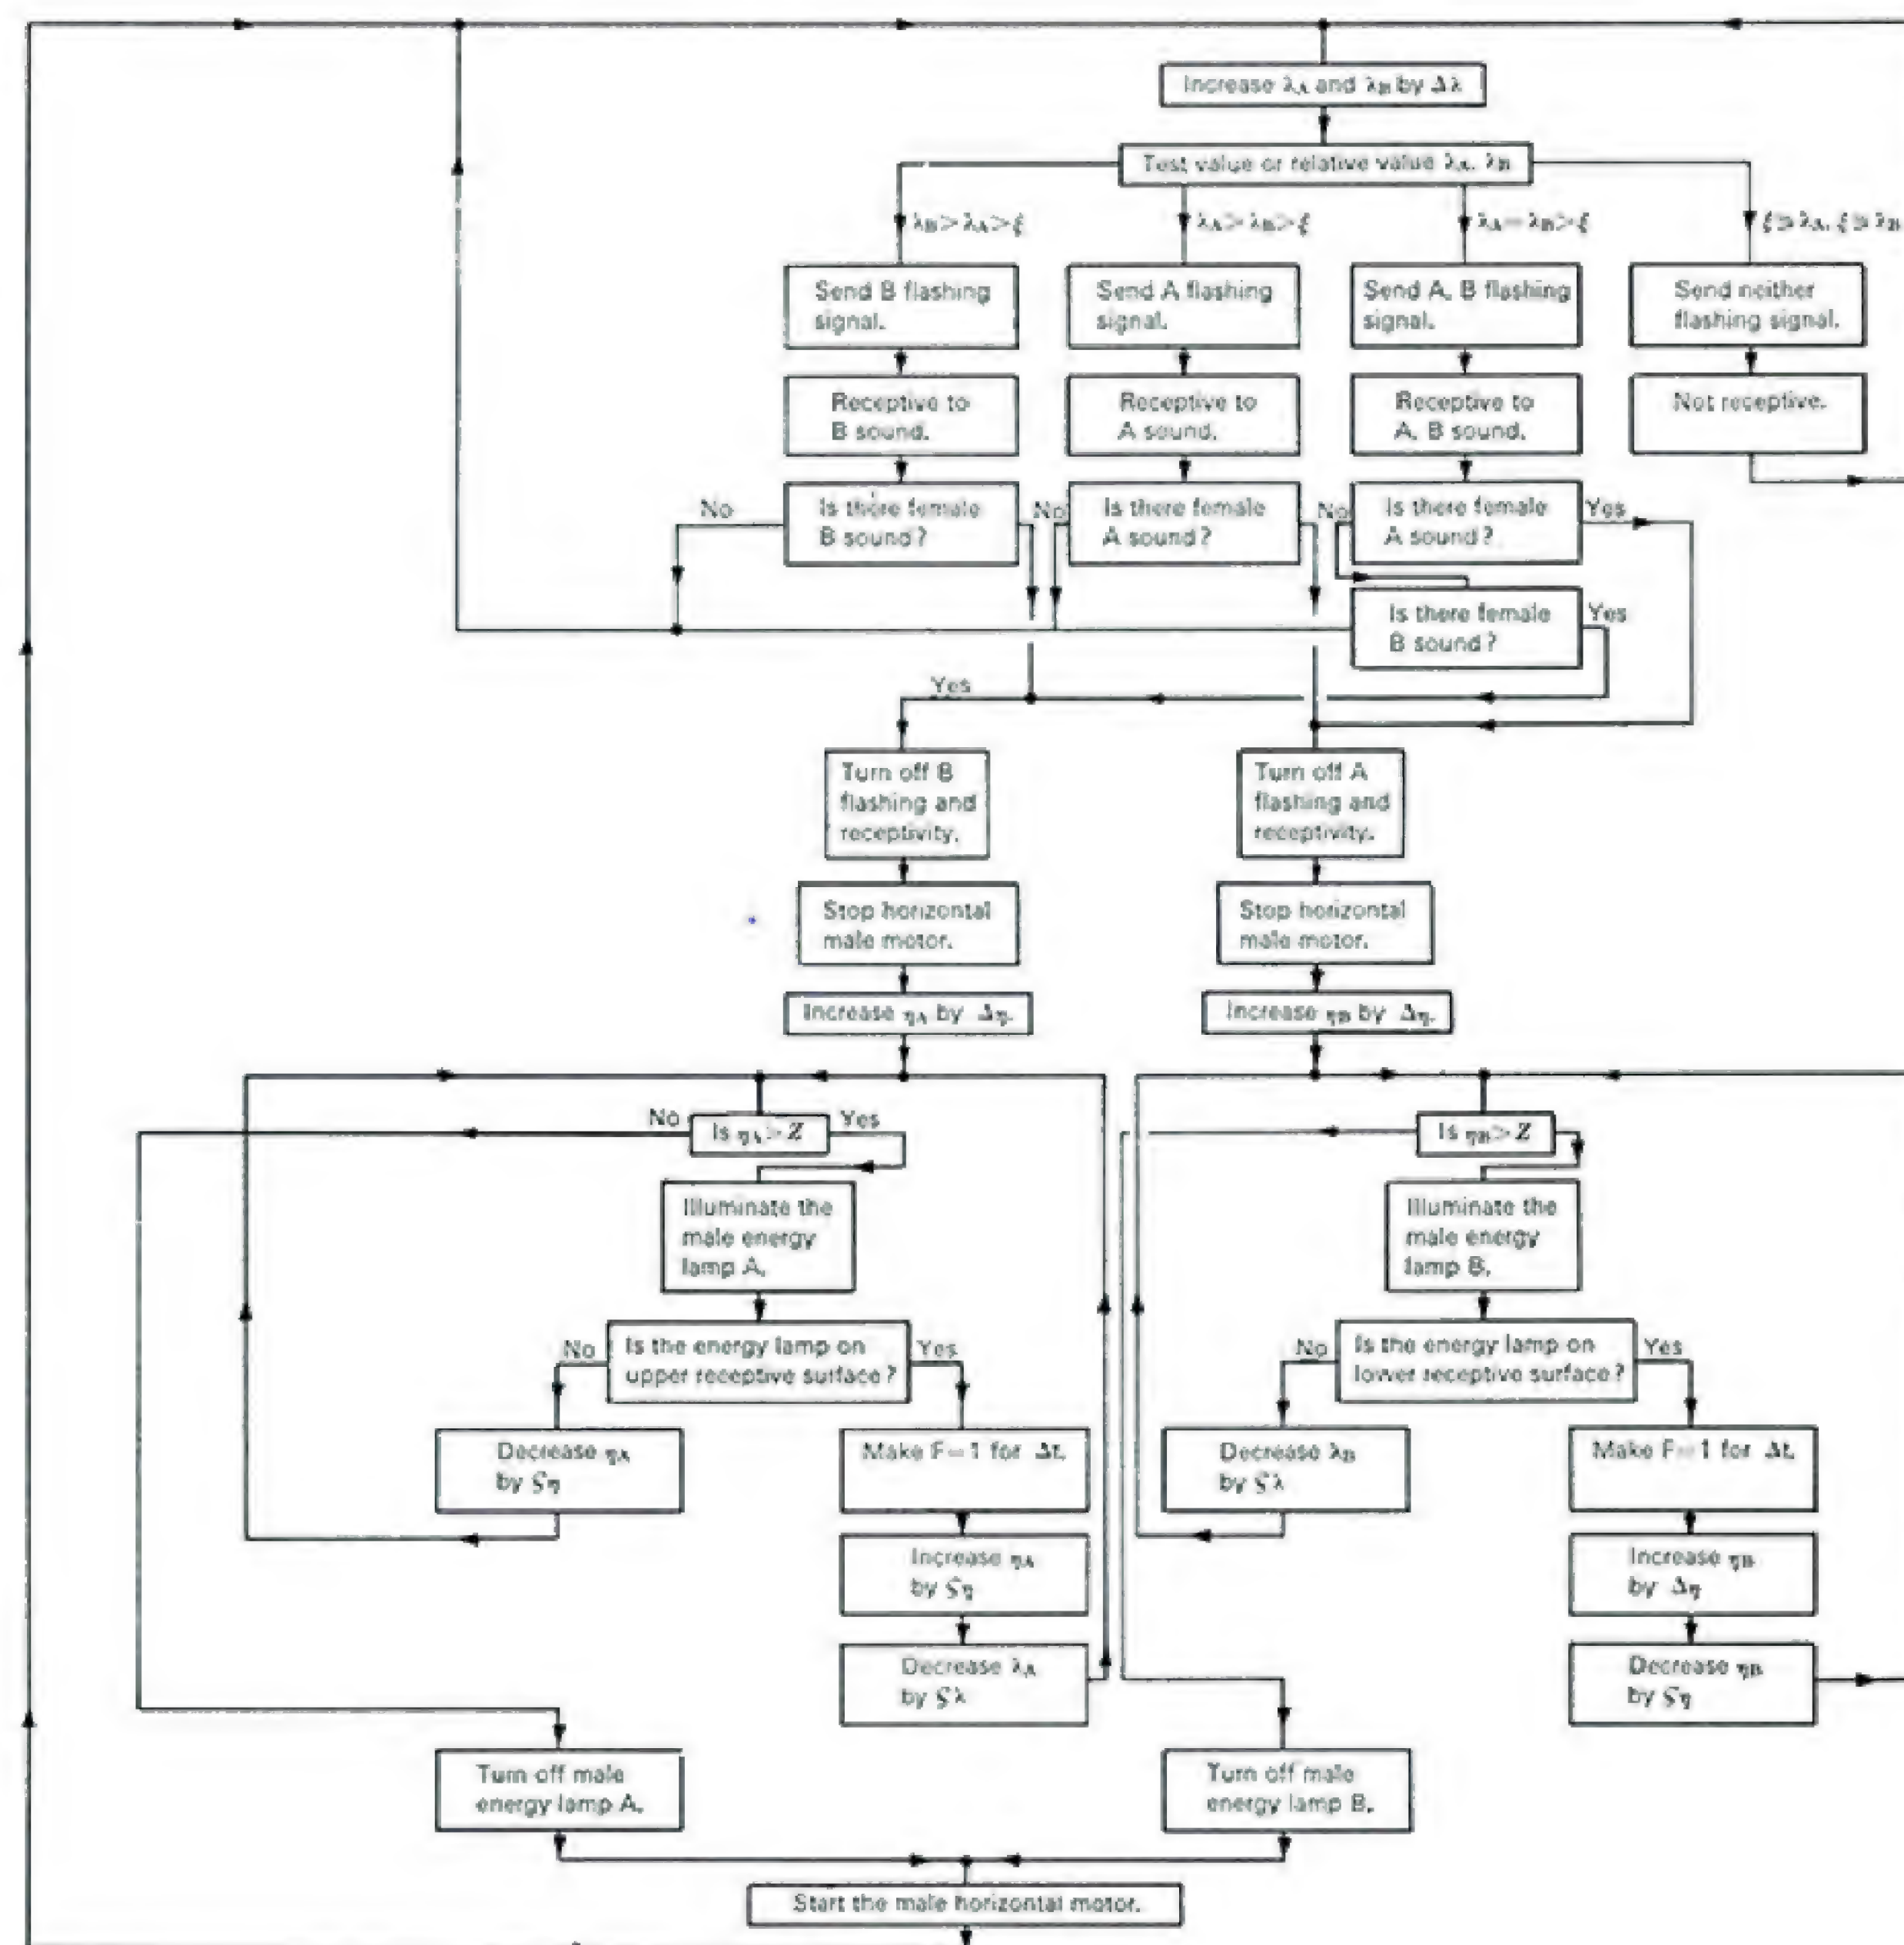 Increase λA and λB by Δλ
Test value or relative value λA, λB
λB>λA>ξ
λA>λB>ξ
λA=λB>ξ
ξ⩾λA, ξ⩾λB
Send B flashing
signal.
Send A flashing
signal.
Send A, B flashing
signal.
Send neither
flashing signal.
Receptive to
B sound.
Receptive to
A sound.
Receptive to
A, B sound.
Not receptive.
No
Is there female
B sound?
No
Is there female
A sound?
No
Is there female
A sound?
Yes
Is there female
B sound?
Yes
Yes
Turn off B
flashing and
receptivity.
Turn off A
flashing and
receptivity.
Stop horizontal
male motor.
Stop horizontal
male motor.
Increase ηA by Δη.
Increase ηB by Δη.
No
Is ηA>Z
Yes
Is ηB>Z
Illuminate the
male energy
lamp A.
Illuminate the
male energy
lamp B.
No
Is the energy lamp on
upper receptive surface?
Yes
No
Is the energy lamp on
lower receptive surface?
Yes
Decrease ηA
by ςη
Make F=1 for Δt.
Decrease λB
by ςλ
Make F=1 for Δt.
Increase ηA
by ςη
Increase ηB
by Δη
Decrease λA
by ςλ
Decrease ηB
by ςη
Turn off male
energy lamp A.
Turn off male
energy lamp B.
Start the male horizontal motor.